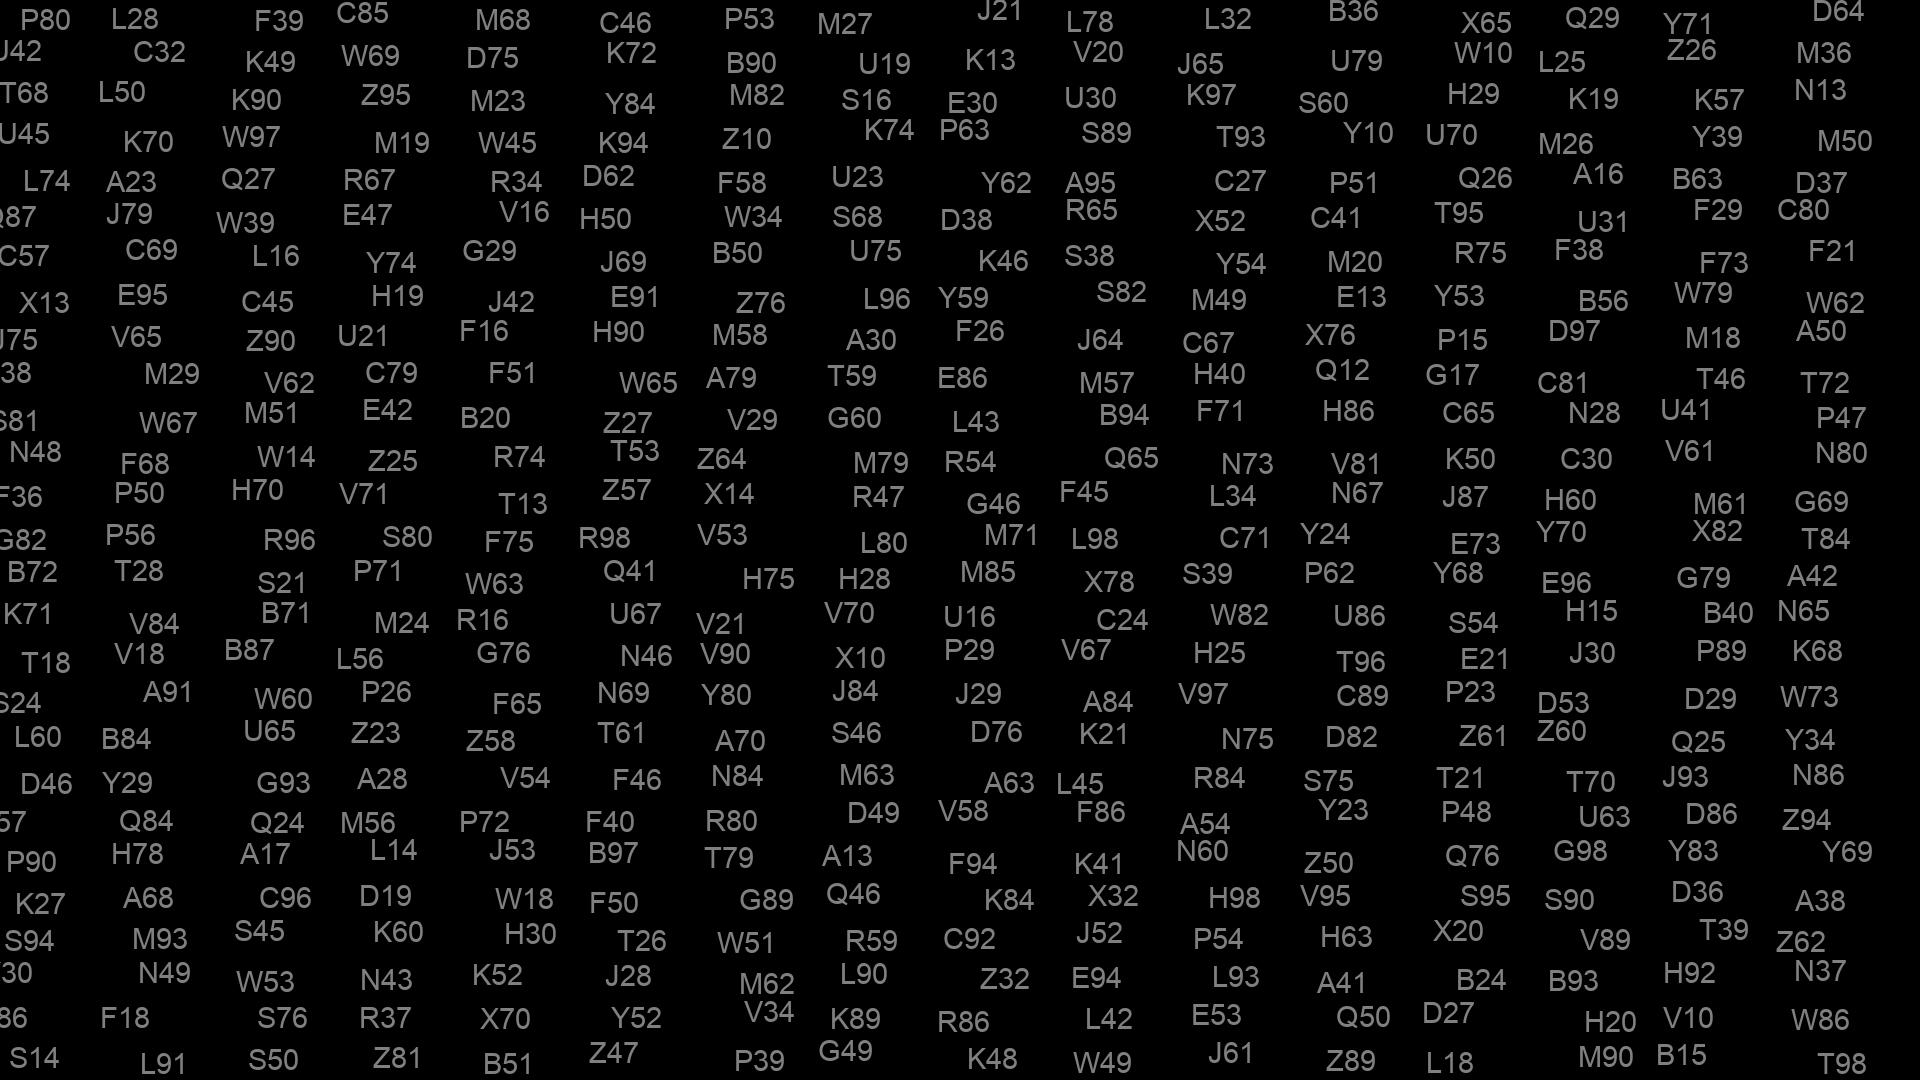 P80 L28 F39 C85 M68 C46 P53 M27 J21 L78 L32 B36 X65 Q29 Y71 D64
U42 C32 K49 W69 D75 K72 B90 U19 K13 V20 J65 U79 W10 L25 Z26 M36
T68 L50 K90 Z95 M23 Y84 M82 S16 E30 U30 K97 S60 H29 K19 K57 N13
U45 K70 W97 M19 W45 K94 Z10 K74 P63 S89 T93 Y10 U70 M26 Y39 M50
L74 A23 Q27 R67 R34 D62 F58 U23 Y62 A95 C27 P51 Q26 A16 B63 D37
Q87 J79 W39 E47 V16 H50 W34 S68 D38 R65 X52 C41 T95 U31 F29 C80
C57 C69 L16 Y74 G29 J69 B50 U75 K46 S38 Y54 M20 R75 F38 F73 F21
X13 E95 C45 H19 J42 E91 Z76 L96 Y59 S82 M49 E13 Y53 B56 W79 W62
J75 V65 Z90 U21 F16 H90 M58 A30 F26 J64 C67 X76 P15 D97 M18 A50
38 M29 V62 C79 F51 W65 A79 T59 E86 M57 H40 Q12 G17 C81 T46 T72
S81 W67 M51 E42 B20 Z27 V29 G60 L43 B94 F71 H86 C65 N28 U41 P47
N48 F68 W14 Z25 R74 T53 Z64 M79 R54 Q65 N73 V81 K50 C30 V61 N80
F36 P50 H70 V71 T13 Z57 X14 R47 G46 F45 L34 N67 J87 H60 M61 G69
G82 P56 R96 S80 F75 R98 V53 L80 M71 L98 C71 Y24 E73 Y70 X82 T84
B72 T28 S21 P71 W63 Q41 H75 H28 M85 X78 S39 P62 Y68 E96 G79 A42
K71 V84 B71 M24 R16 U67 V21 V70 U16 C24 W82 U86 S54 H15 B40 N65
T18 V18 B87 L56 G76 N46 V90 X10 P29 V67 H25 T96 E21 J30 P89 K68
S24 A91 W60 P26 F65 N69 Y80 J84 J29 A84 V97 C89 P23 D53 D29 W73
L60 B84 U65 Z23 Z58 T61 A70 S46 D76 K21 N75 D82 Z61 Z60 Q25 Y34
D46 Y29 G93 A28 V54 F46 N84 M63 A63 L45 R84 S75 T21 T70 J93 N86
57 Q84 Q24 M56 P72 F40 R80 D49 V58 F86 A54 Y23 P48 U63 D86 Z94
P90 H78 A17 L14 J53 B97 T79 A13 F94 K41 N60 Z50 Q76 G98 Y83 Y69
K27 A68 C96 D19 W18 F50 G89 Q46 K84 X32 H98 V95 S95 S90 D36 A38
S94 M93 S45 K60 H30 T26 W51 R59 C92 J52 P54 H63 X20 V89 T39 Z62
30 N49 W53 N43 K52 J28 M62 L90 Z32 E94 L93 A41 B24 B93 H92 N37
86 F18 S76 R37 X70 Y52 V34 K89 R86 L42 E53 Q50 D27 H20 V10 W86
S14 L91 S50 Z81 B51 Z47 P39 G49 K48 W49 J61 Z89 L18 M90 B15 T98